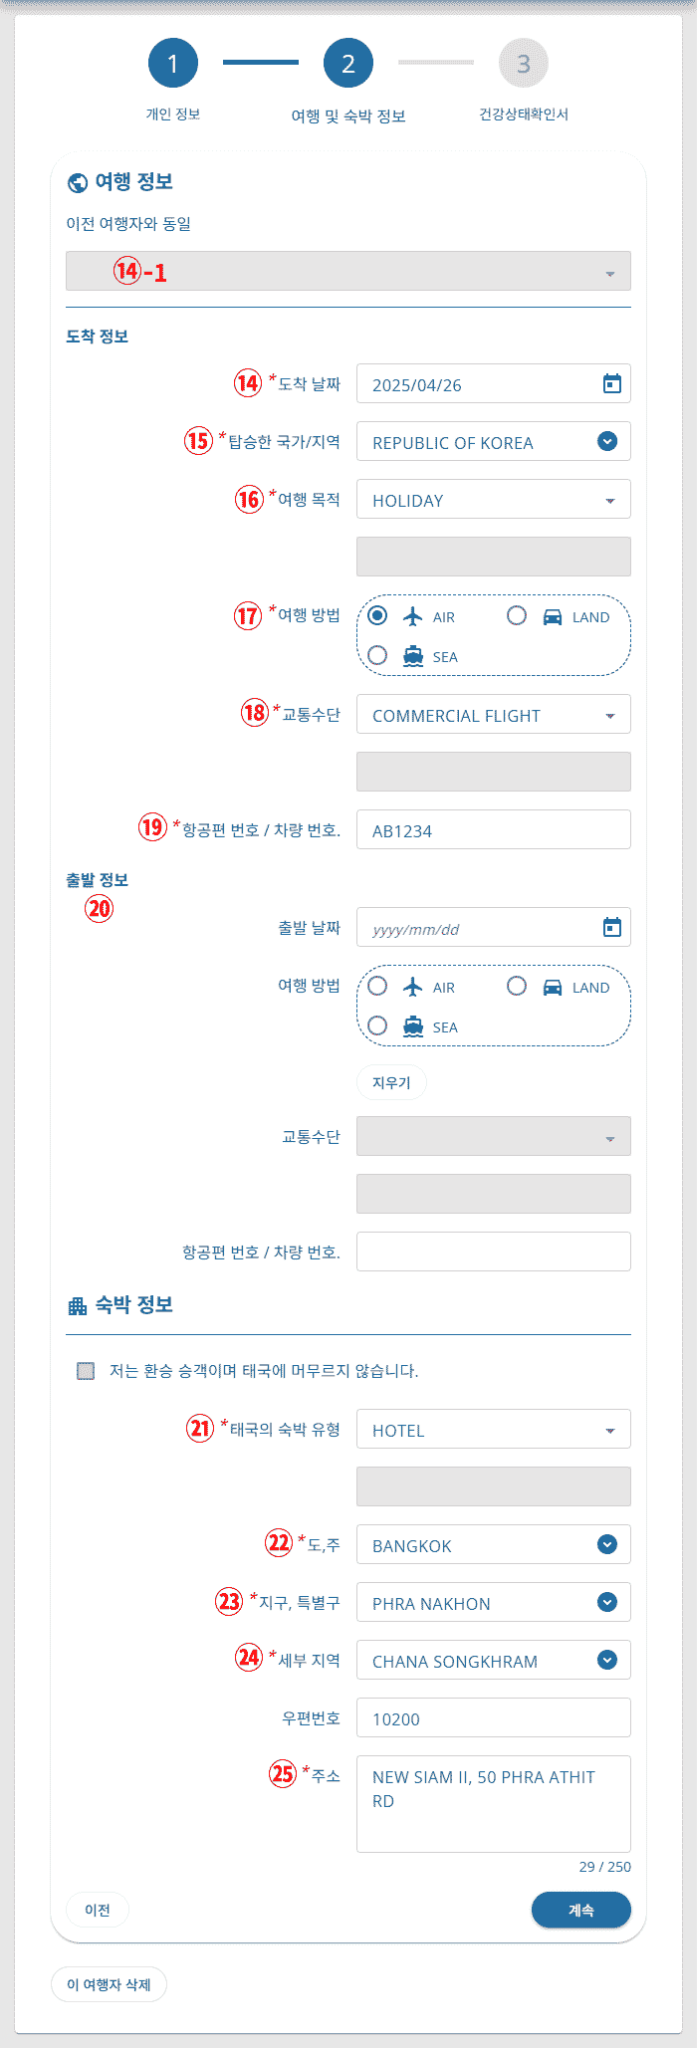 1
2
3
개인 정보
여행 및 숙박 정보
건강상태확인서
여행 정보
이전 여행자와 동일
⑭-1
도착 정보
⑭ *도착 날짜 2025/04/26
⑮ *탑승한 국가/지역 REPUBLIC OF KOREA
⑯ *여행 목적 HOLIDAY
⑰ *여행 방법 AIR LAND
SEA
⑱ *교통수단 COMMERCIAL FLIGHT
⑲ *항공편 번호 / 차량 번호. AB1234
출발 정보
⑳
출발 날짜 yyyy/mm/dd
여행 방법 AIR LAND
SEA
지우기
교통수단
항공편 번호 / 차량 번호.
숙박 정보
저는 환승 승객이며 태국에 머무르지 않습니다.
㉑ *태국의 숙박 유형 HOTEL
㉒ *도,주 BANGKOK
㉓ *지구, 특별구 PHRA NAKHON
㉔ *세부 지역 CHANA SONGKHRAM
우편번호 10200
㉕ *주소 NEW SIAM II, 50 PHRA ATHIT
RD
29 / 250
이전 계속
이 여행자 삭제